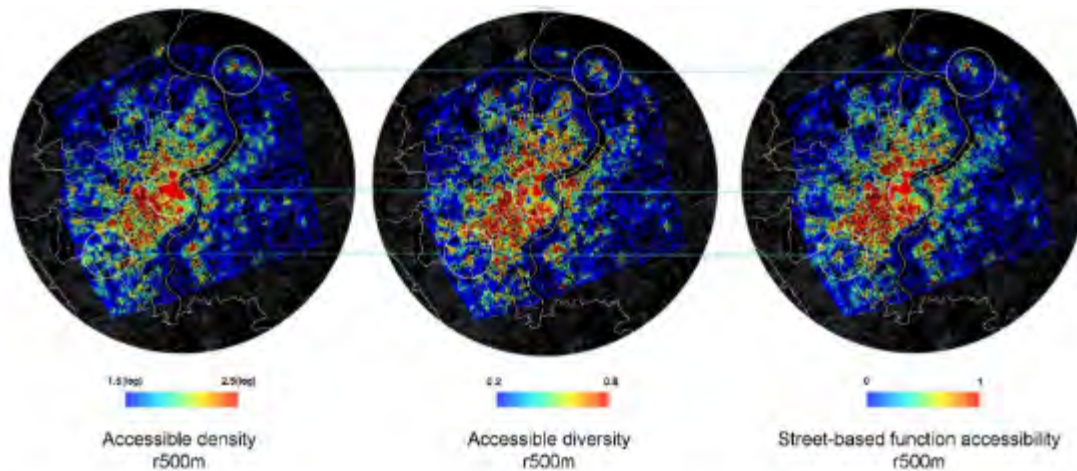 1.5(log) 2.5(log)
0.2 0.8
0 1
Accessible density
r500m
Accessible diversity
r500m
Street-based function accessibility
r500m